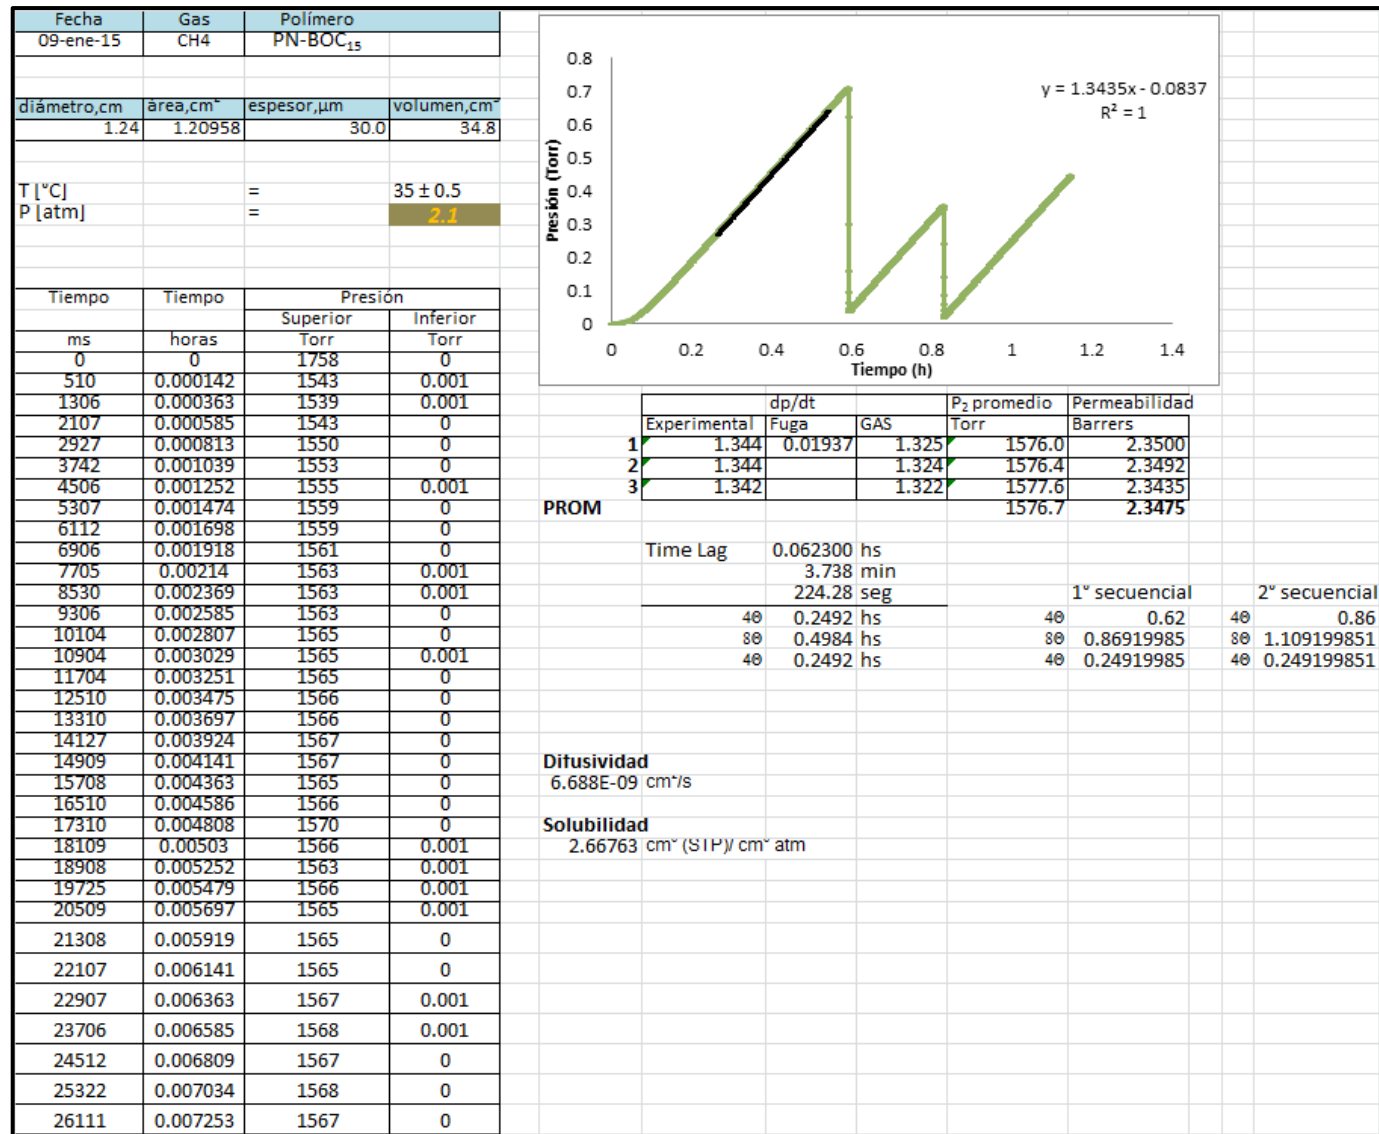 Fecha Gas Polímero
09-ene-15 CH4 PN-BOC₁₅
diámetro,cm área,cm² espesor,µm volumen,cm³
1.24 1.20958 30.0 34.8
T [°C] = 35 ± 0.5
P [atm] = 2.1
Tiempo Tiempo Presión
Superior Inferior
ms horas Torr Torr
0 0 1758 0
510 0.000142 1543 0.001
1306 0.000363 1539 0.001
2107 0.000585 1543 0
2927 0.000813 1550 0
3742 0.001039 1553 0
4506 0.001252 1555 0.001
5307 0.001474 1559 0
6112 0.001698 1559 0
6906 0.001918 1561 0
7705 0.00214 1563 0.001
8530 0.002369 1563 0.001
9306 0.002585 1563 0
10104 0.002807 1565 0
10904 0.003029 1565 0.001
11704 0.003251 1565 0
12510 0.003475 1566 0
13310 0.003697 1566 0
14127 0.003924 1567 0
14909 0.004141 1567 0
15708 0.004363 1565 0
16510 0.004586 1566 0
17310 0.004808 1570 0
18109 0.00503 1566 0.001
18908 0.005252 1563 0.001
19725 0.005479 1566 0.001
20509 0.005697 1565 0.001
21308 0.005919 1565 0
22107 0.006141 1565 0
22907 0.006363 1567 0.001
23706 0.006585 1568 0.001
24512 0.006809 1567 0
25322 0.007034 1568 0
26111 0.007253 1567 0
Presión (Torr)
0.8
0.7
0.6
0.5
0.4
0.3
0.2
0.1
0
y = 1.3435x - 0.0837
R² = 1
0 0.2 0.4 0.6 0.8 1 1.2 1.4
Tiempo (h)
dp/dt P₂ promedio Permeabilidad
Experimental Fuga GAS Torr Barrers
1 1.344 0.01937 1.325 1576.0 2.3500
2 1.344 1.324 1576.4 2.3492
3 1.342 1.322 1577.6 2.3435
PROM 1576.7 2.3475
Time Lag 0.062300 hs
3.738 min
224.28 seg 1° secuencial 2° secuencial
4θ 0.2492 hs 4θ 0.62 4θ 0.86
8θ 0.4984 hs 8θ 0.86919985 8θ 1.109199851
4θ 0.2492 hs 4θ 0.24919985 4θ 0.249199851
Difusividad
6.688E-09 cm²/s
Solubilidad
2.66763 cm³ (STP)/ cm³ atm